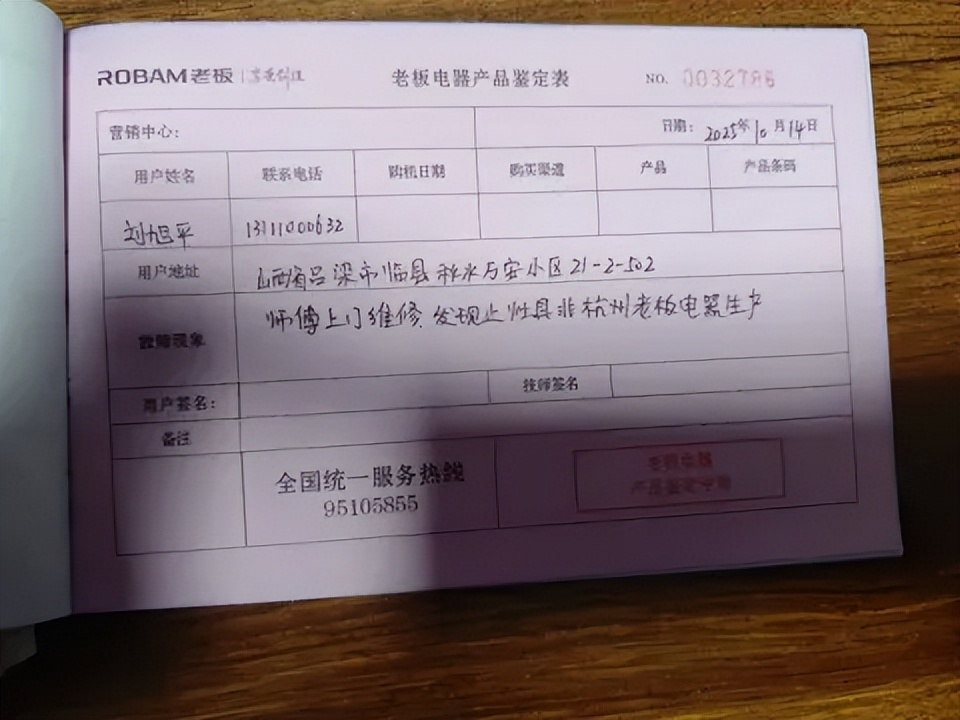 ROBAM老板
老板电器产品鉴定表
NO. 0032786
营销中心:
日期: 2025年10月14日
用户姓名 联系电话 购机日期 购买渠道 产品 产品条码
刘旭平 13111000632
用户地址 山西省吕梁市临县 与安小区21-2-502
故障现象 师傅上门维修 发现止 具非杭州老板电器生产
用户签名: 技师签名
备注
全国统一服务热线
95105855
老板电器
产品鉴定专用